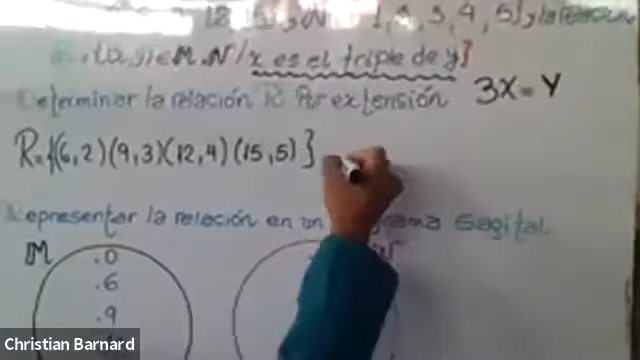 12, 15}, y N = 1, 2, 3, 4, 5}, y la relación
R = {(x,y) ∈ M.N / x es el triple de y}
Determinar la relación R Por extensión 3X = Y
R={(6,2)(9,3)(12,4)(15,5)}
Representar la relación en un Sagital
M
.0
.6
.9
Christian Barnard